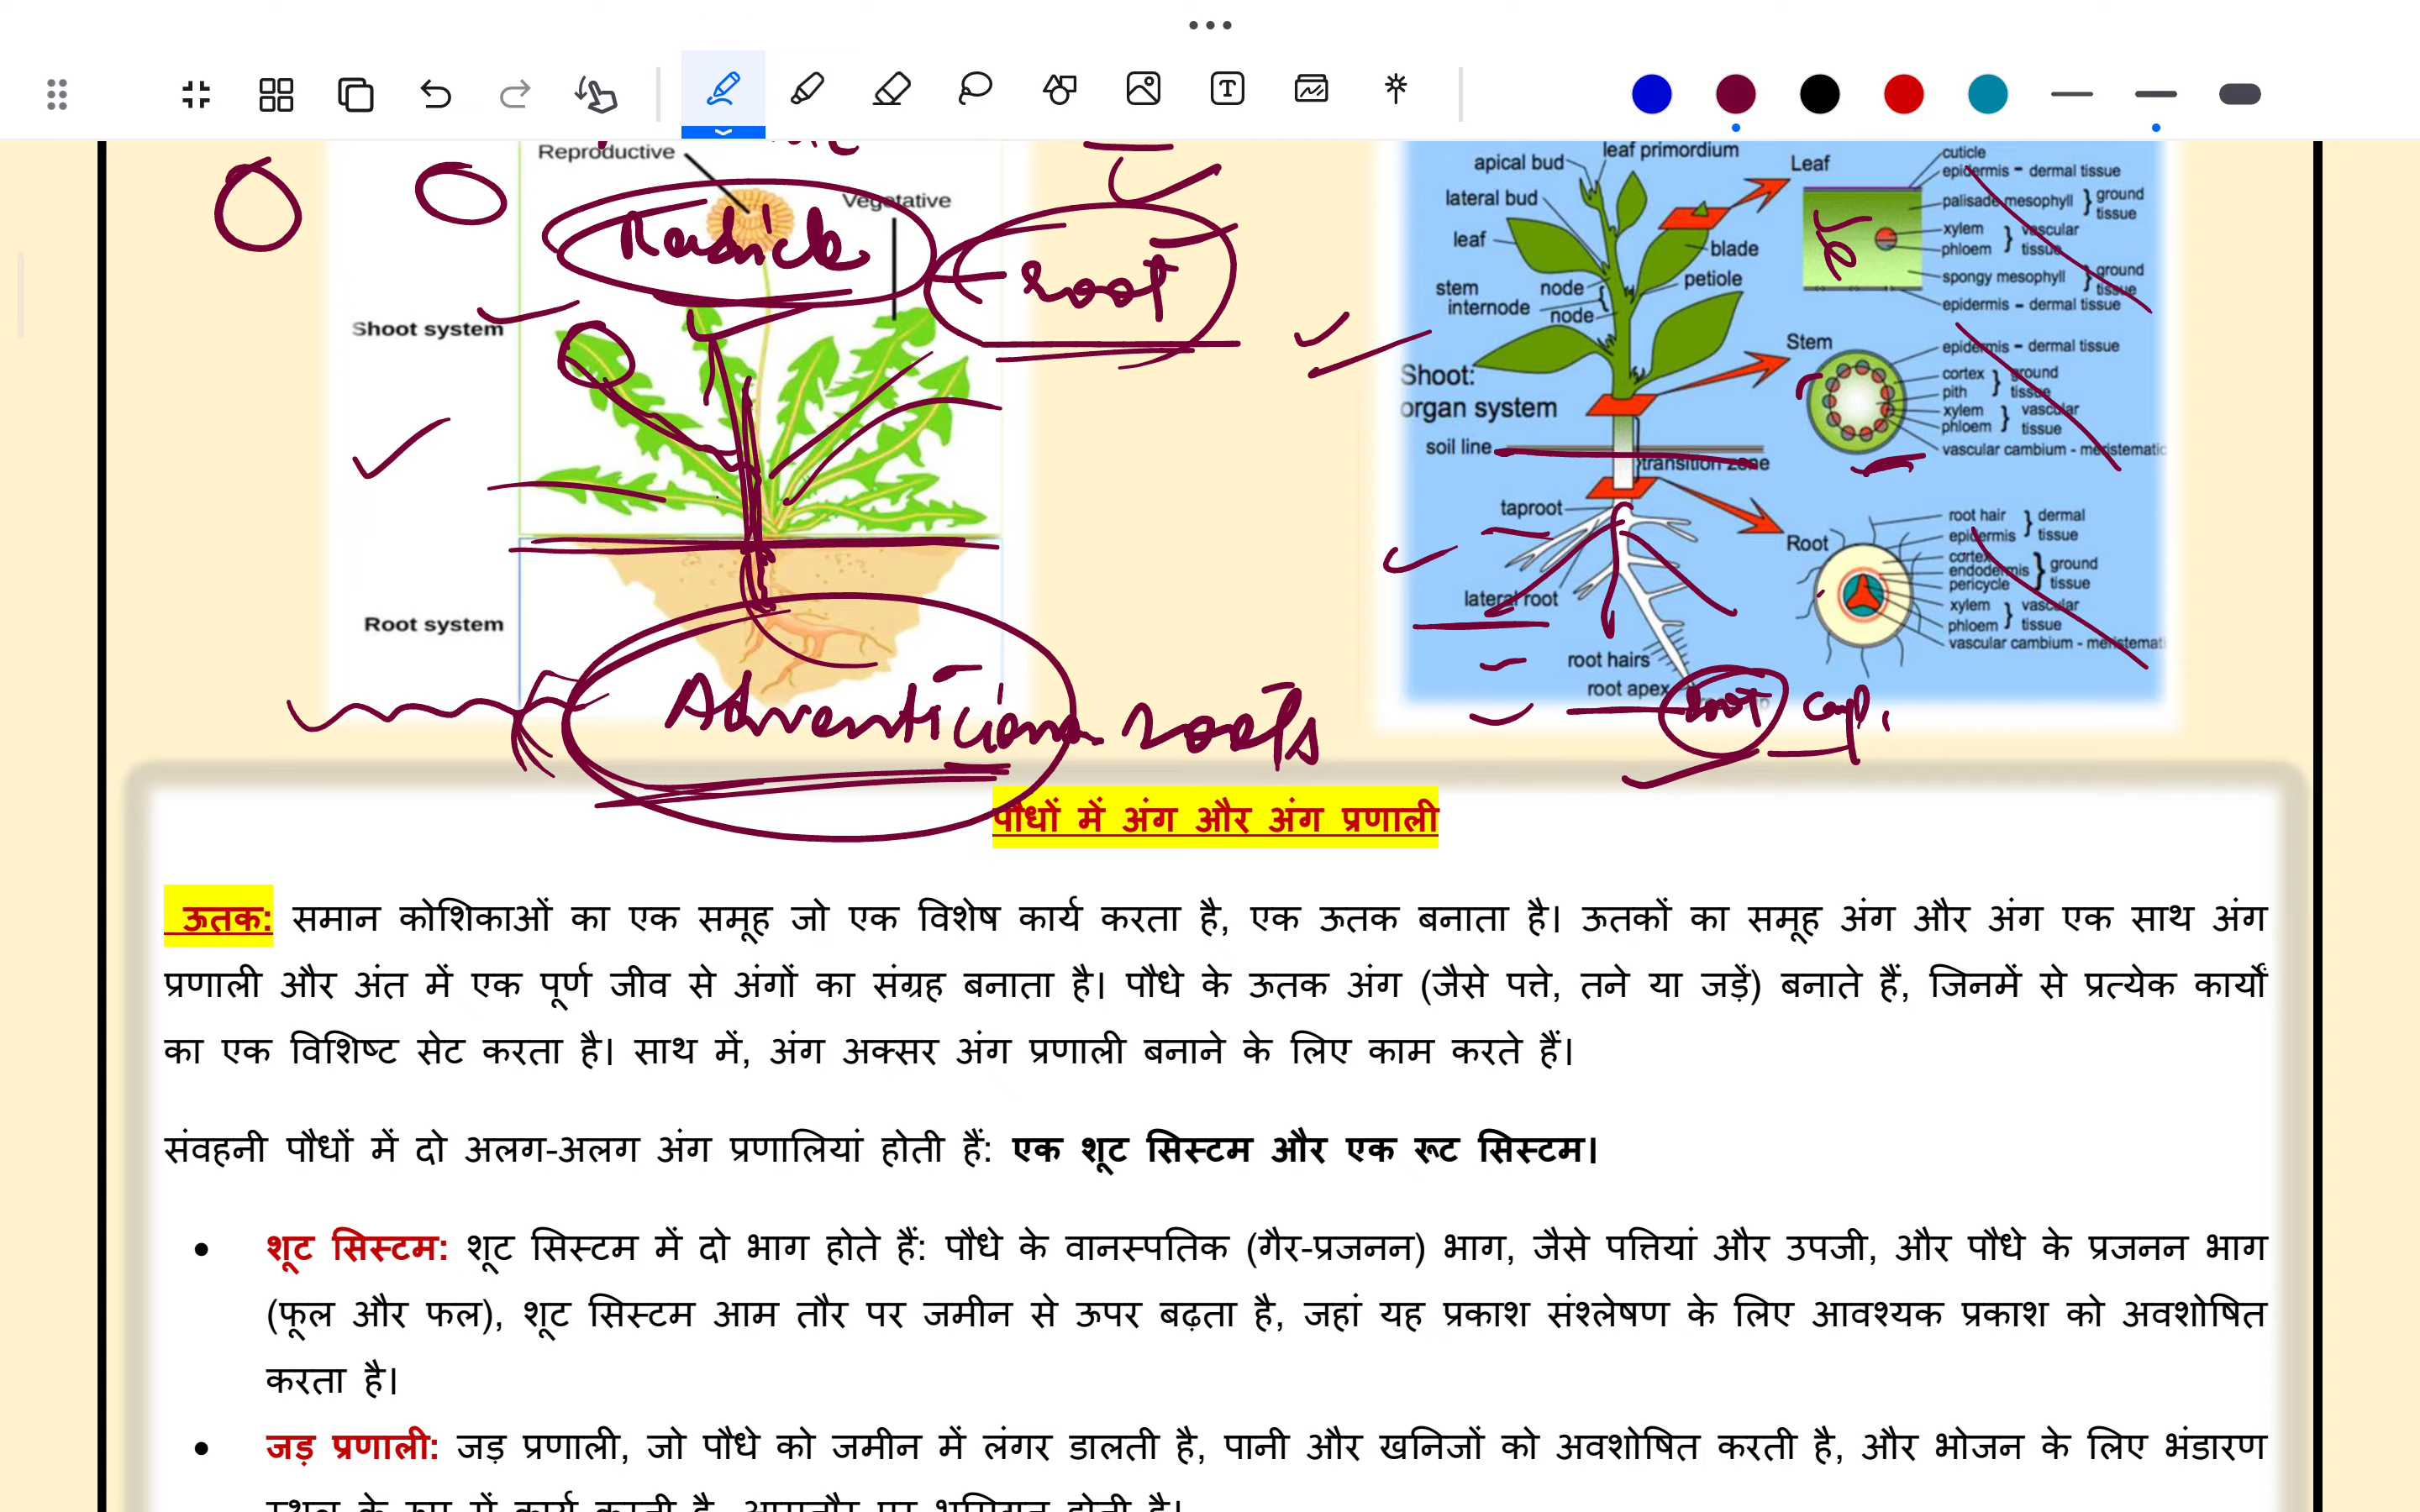 Reproductive
Vegetative
Radicle
root
Shoot system
Root system
Adventicious roots
apical bud
leaf primordium
lateral bud
leaf
blade
petiole
stem
node
internode
node
Shoot:
organ system
soil line
transition zone
taproot
lateral root
root hairs
root apex
root cap
Leaf
cuticle
epidermis - dermal tissue
palisade mesophyll } ground tissue
xylem
phloem } vascular tissue
spongy mesophyll } ground tissue
epidermis - dermal tissue
Stem
epidermis - dermal tissue
cortex
pith } ground tissue
xylem
phloem } vascular tissue
vascular cambium - meristematic
Root
root hair
epidermis } dermal tissue
cortex
endodermis
pericycle } ground tissue
xylem
phloem } vascular tissue
vascular cambium - meristemati
पौधों में अंग और अंग प्रणाली
ऊतक: समान कोशिकाओं का एक समूह जो एक विशेष कार्य करता है, एक ऊतक बनाता है। ऊतकों का समूह अंग और अंग एक साथ अंग
प्रणाली और अंत में एक पूर्ण जीव से अंगों का संग्रह बनाता है। पौधे के ऊतक अंग (जैसे पत्ते, तने या जड़ें) बनाते हैं, जिनमें से प्रत्येक कार्यों
का एक विशिष्ट सेट करता है। साथ में, अंग अक्सर अंग प्रणाली बनाने के लिए काम करते हैं।
संवहनी पौधों में दो अलग-अलग अंग प्रणालियां होती हैं: एक शूट सिस्टम और एक रूट सिस्टम।
• शूट सिस्टम: शूट सिस्टम में दो भाग होते हैं: पौधे के वानस्पतिक (गैर-प्रजनन) भाग, जैसे पत्तियां और उपजी, और पौधे के प्रजनन भाग
(फूल और फल), शूट सिस्टम आम तौर पर जमीन से ऊपर बढ़ता है, जहां यह प्रकाश संश्लेषण के लिए आवश्यक प्रकाश को अवशोषित
करता है।
• जड़ प्रणाली: जड़ प्रणाली, जो पौधे को जमीन में लंगर डालती है, पानी और खनिजों को अवशोषित करती है, और भोजन के लिए भंडारण